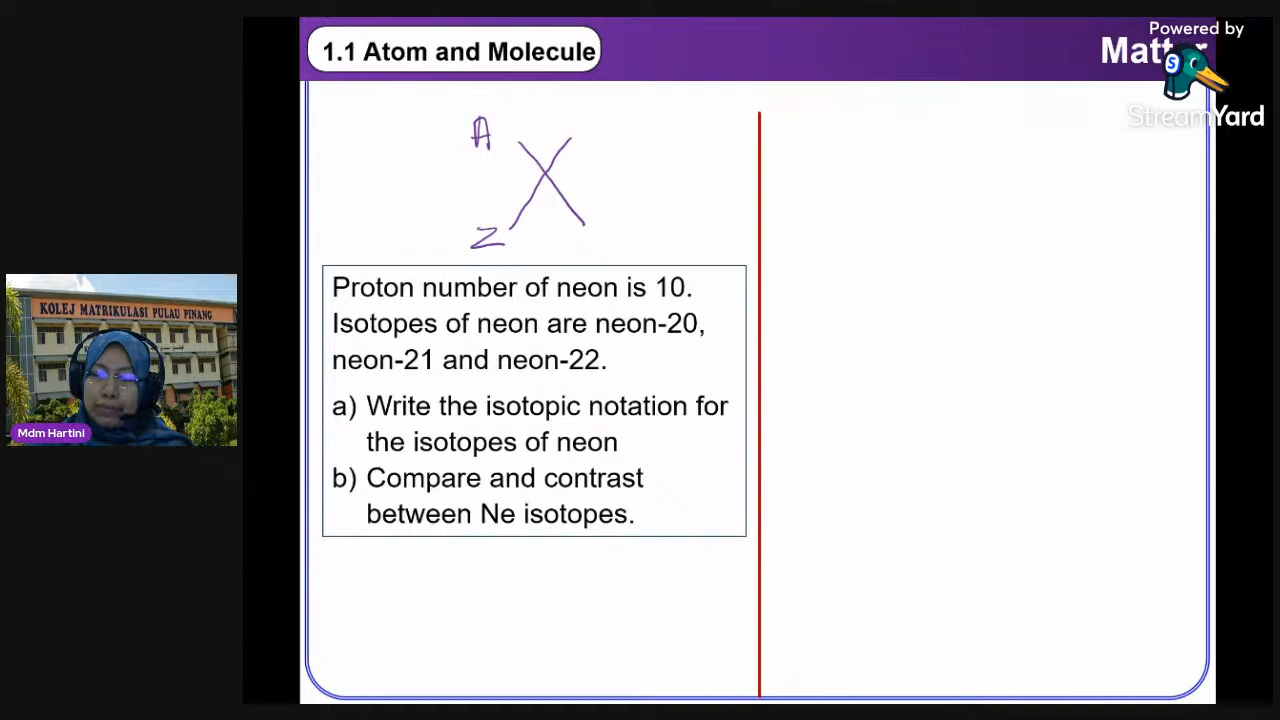 1.1 Atom and Molecule
Powered by
StreamYard
A
X
Z
Proton number of neon is 10.
Isotopes of neon are neon-20,
neon-21 and neon-22.
a) Write the isotopic notation for
the isotopes of neon
b) Compare and contrast
between Ne isotopes.
KOLEJ MATRIKULASI PULAU PINANG
Mdm Hartini